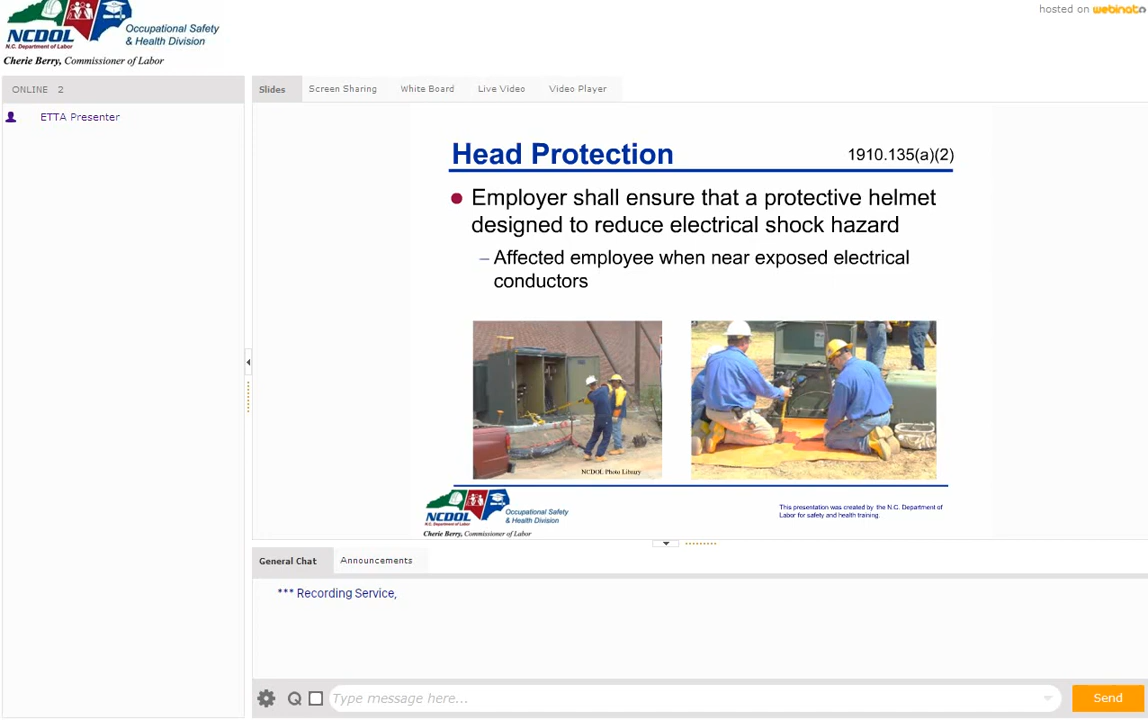 hosted on webinato
NCDOL
N.C. Department of Labor
Occupational Safety
& Health Division
Cherie Berry, Commissioner of Labor
ONLINE 2
ETTA Presenter
Slides Screen Sharing White Board Live Video Video Player
Head Protection 1910.135(a)(2)
Employer shall ensure that a protective helmet
designed to reduce electrical shock hazard
– Affected employee when near exposed electrical
conductors
NCDOL Photo Library
NCDOL
N.C. Department of Labor
Occupational Safety
& Health Division
Cherie Berry, Commissioner of Labor
This presentation was created by the N.C. Department of
Labor for safety and health training.
General Chat Announcements
*** Recording Service,
Q Type message here... Send